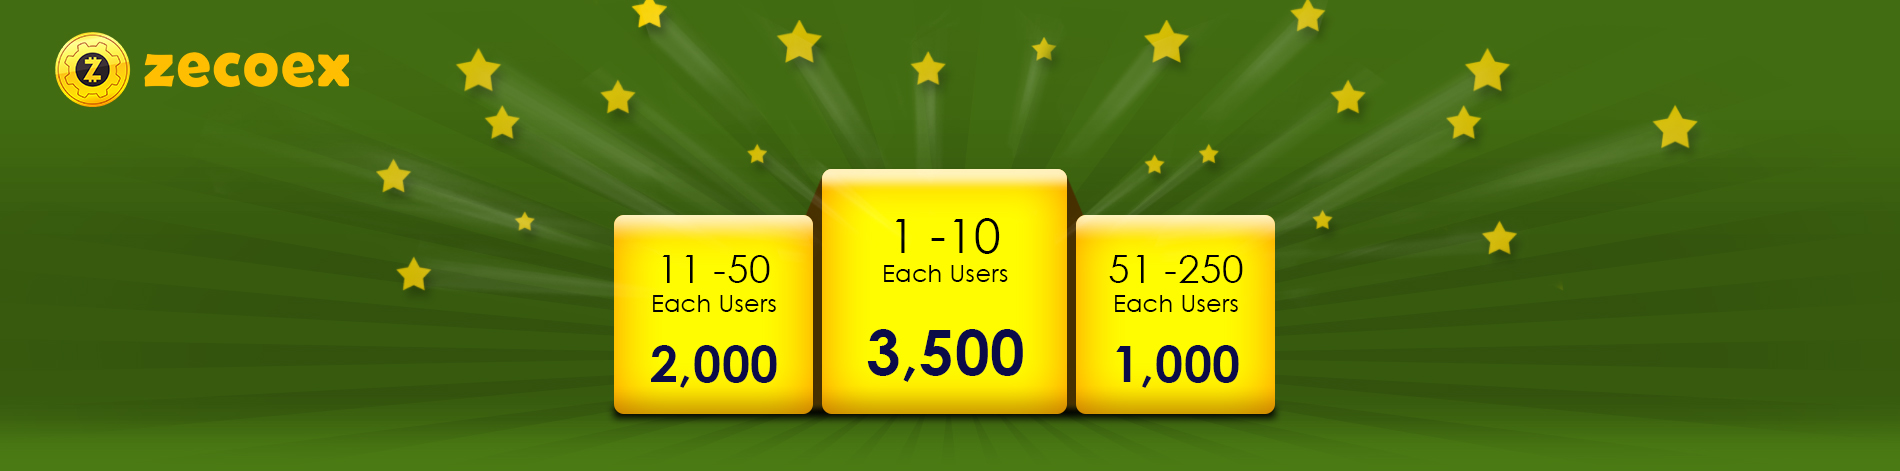 zecoex
11 -50
Each Users
2,000
1 -10
Each Users
3,500
51 -250
Each Users
1,000